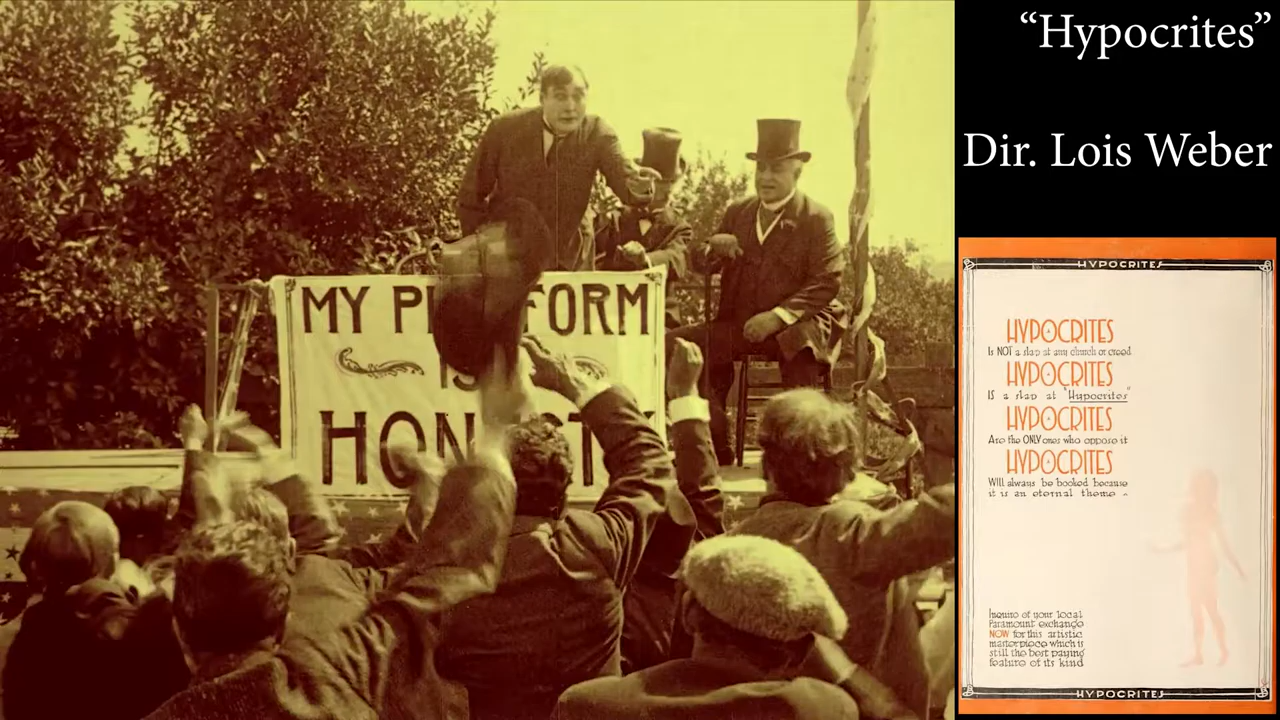 MY PL FORM
IS
HON TY
“Hypocrites”
Dir. Lois Weber
HYPOCRITES
HYPOCRITES
Is NOT a slap at any church or creed
HYPOCRITES
IS a slap at "Hypocrites"
HYPOCRITES
Are the ONLY ones who oppose it
HYPOCRITES
WILL always be booked because
it is an eternal theme -
Inquire of your local
Paramount exchange
NOW for this artistic
masterpiece which is
still the best paying
feature of its kind
HYPOCRITES